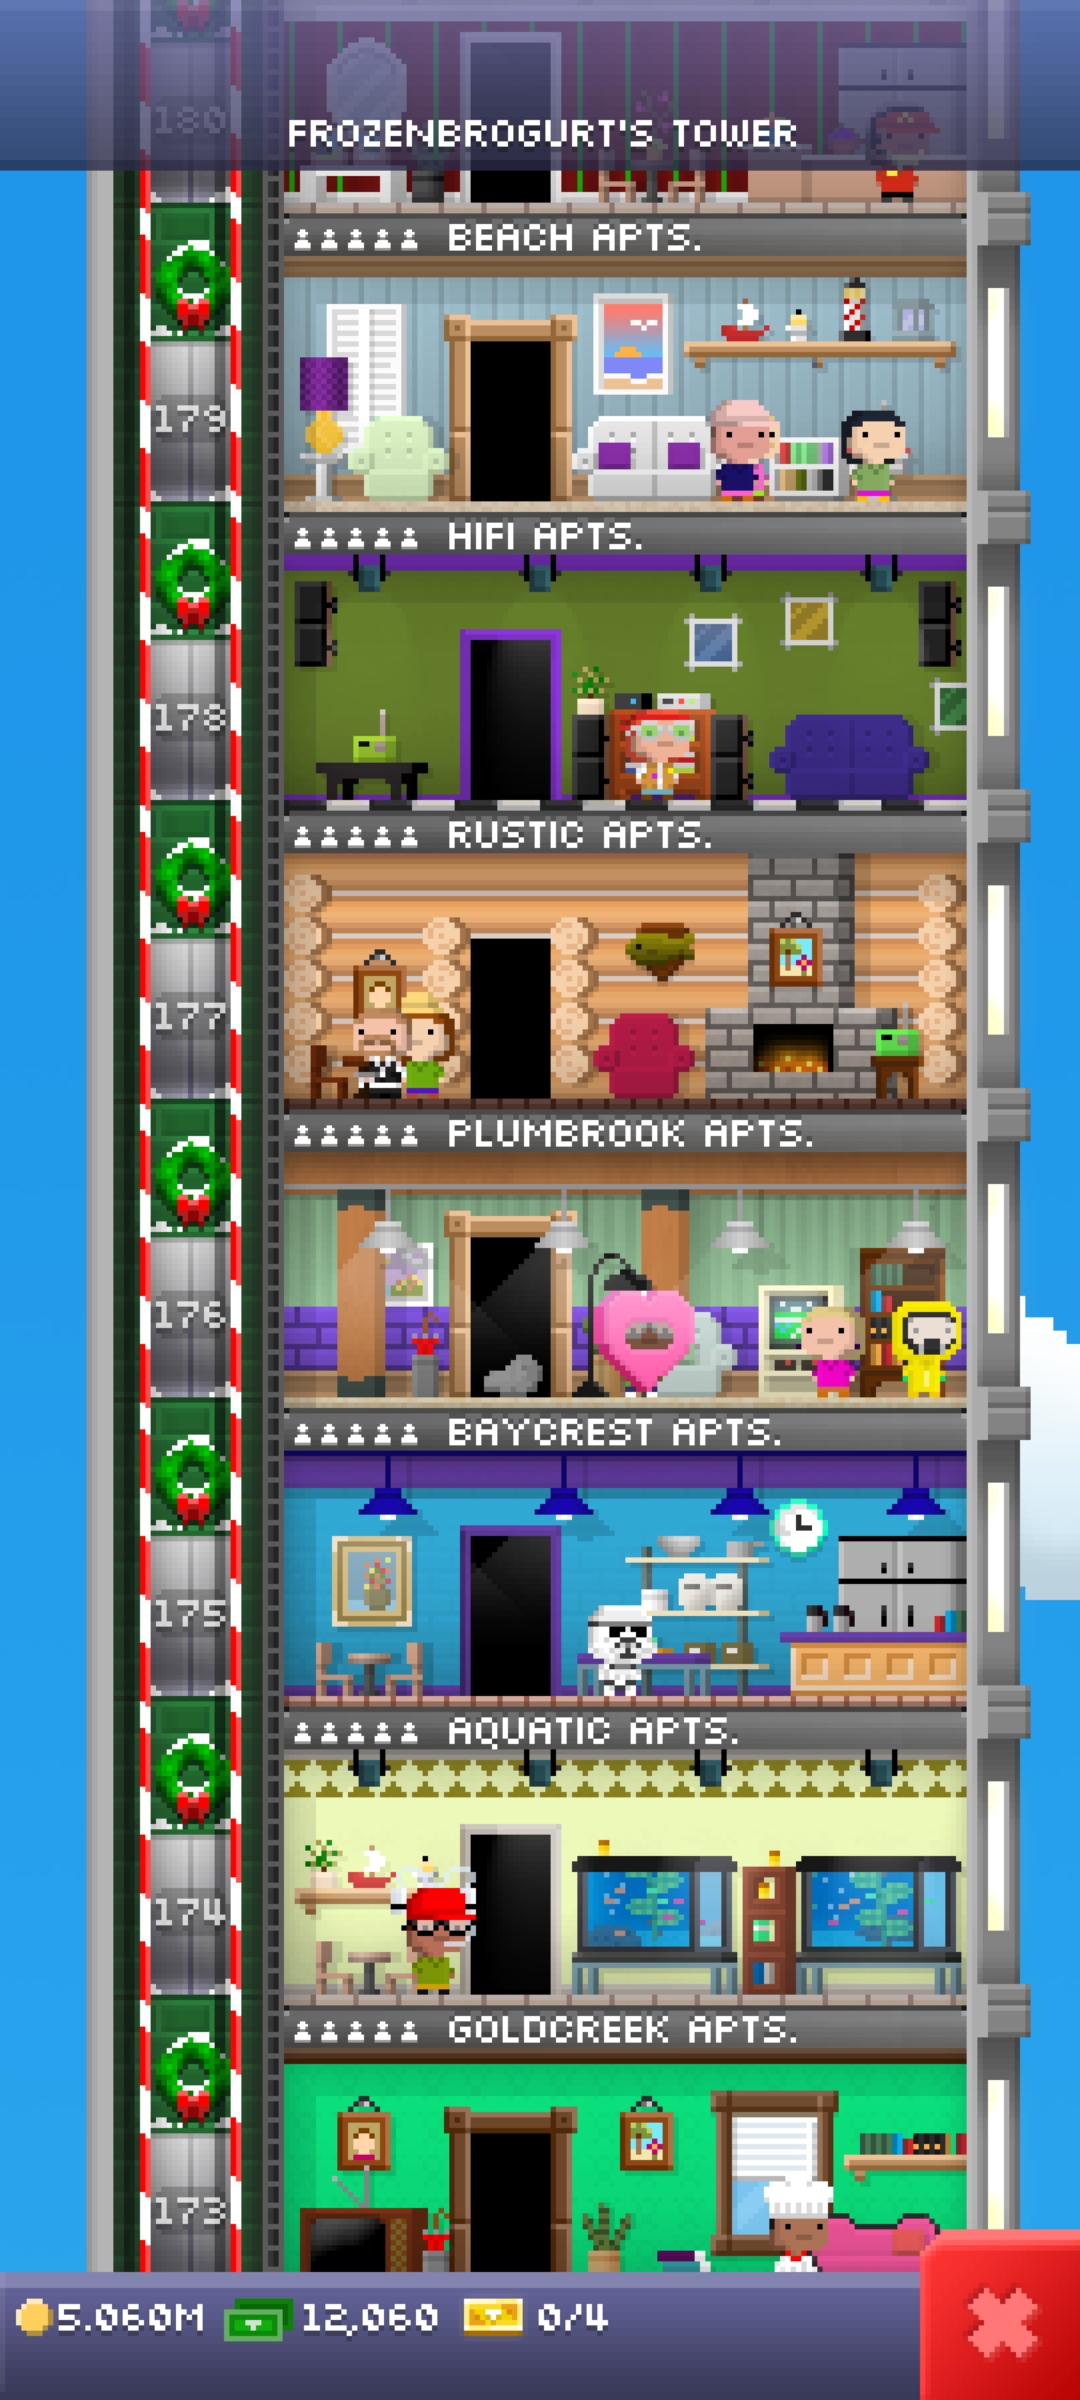 180
FROZENBROGURT'S TOWER
BEACH APTS.
179
HIFI APTS.
178
RUSTIC APTS.
177
PLUMBROOK APTS.
176
BAYCREST APTS.
175
AQUATIC APTS.
174
GOLDCREEK APTS.
173
5.060M 12,060 0/4